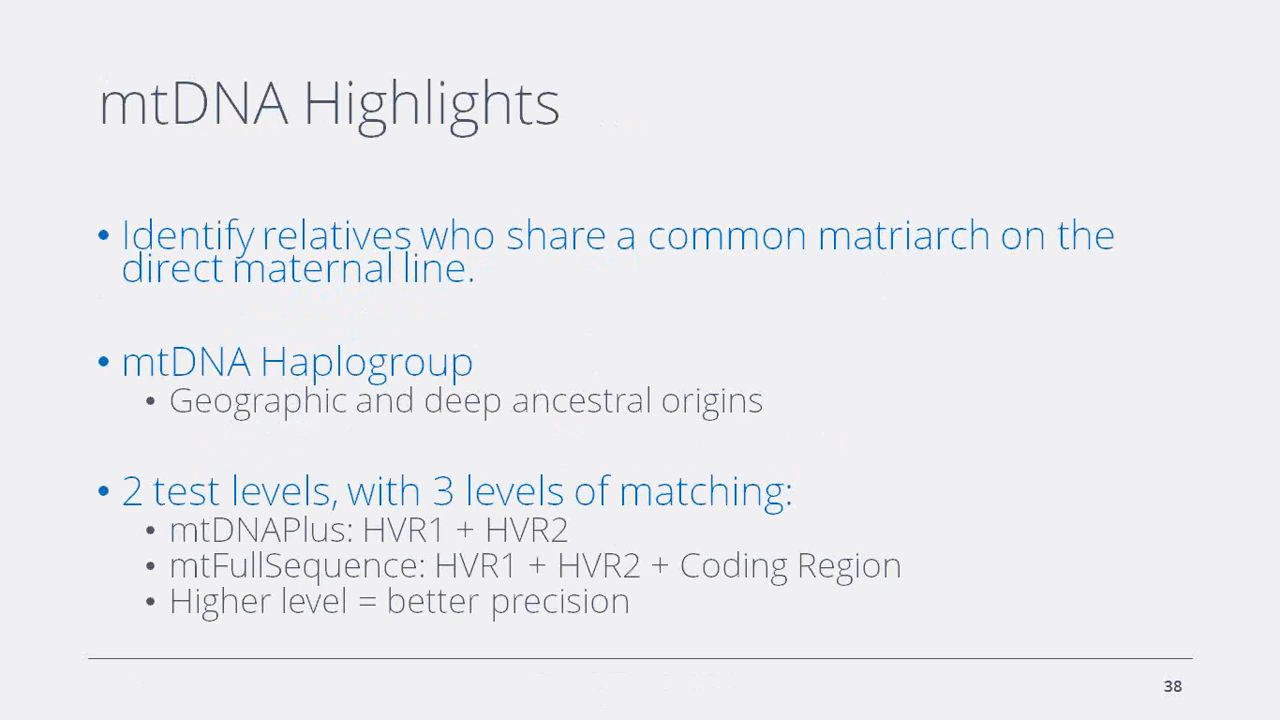 mtDNA Highlights
• Identify relatives who share a common matriarch on the
direct maternal line.
• mtDNA Haplogroup
• Geographic and deep ancestral origins
• 2 test levels, with 3 levels of matching:
• mtDNAPlus: HVR1 + HVR2
• mtFullSequence: HVR1 + HVR2 + Coding Region
• Higher level = better precision
38